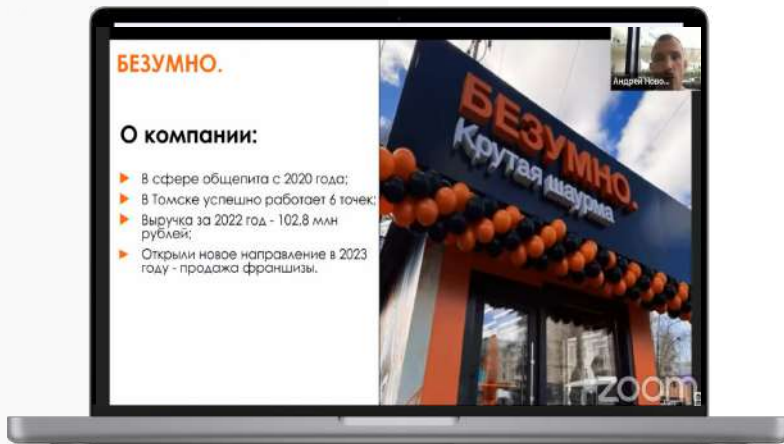 БЕЗУМНО.
О компании:
В сфере общепита с 2020 года;
В Томске успешно работает 6 точек;
Выручка за 2022 год - 102,8 млн
рублей;
Открыли новое направление в 2023
году - продажа франшизы.
БЕЗУМНО.
Крутая шаурма
Андрей Ново...
zoom